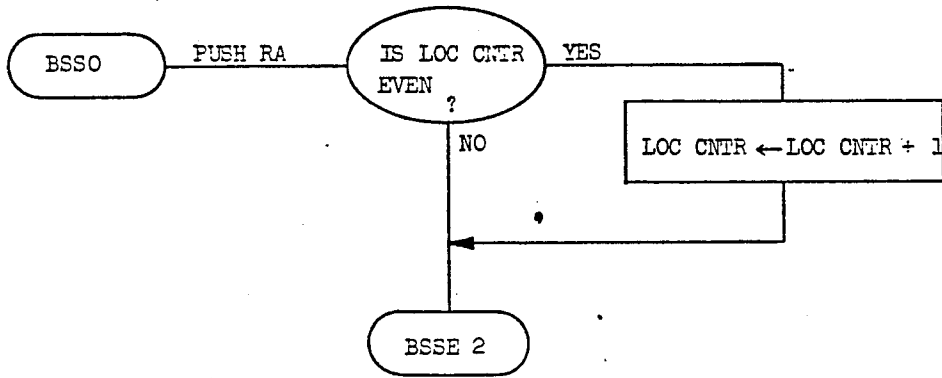 BSSO
PUSH RA
IS LOC CNTR
EVEN
?
YES
NO
LOC CNTR ← LOC CNTR + 1
BSSE 2